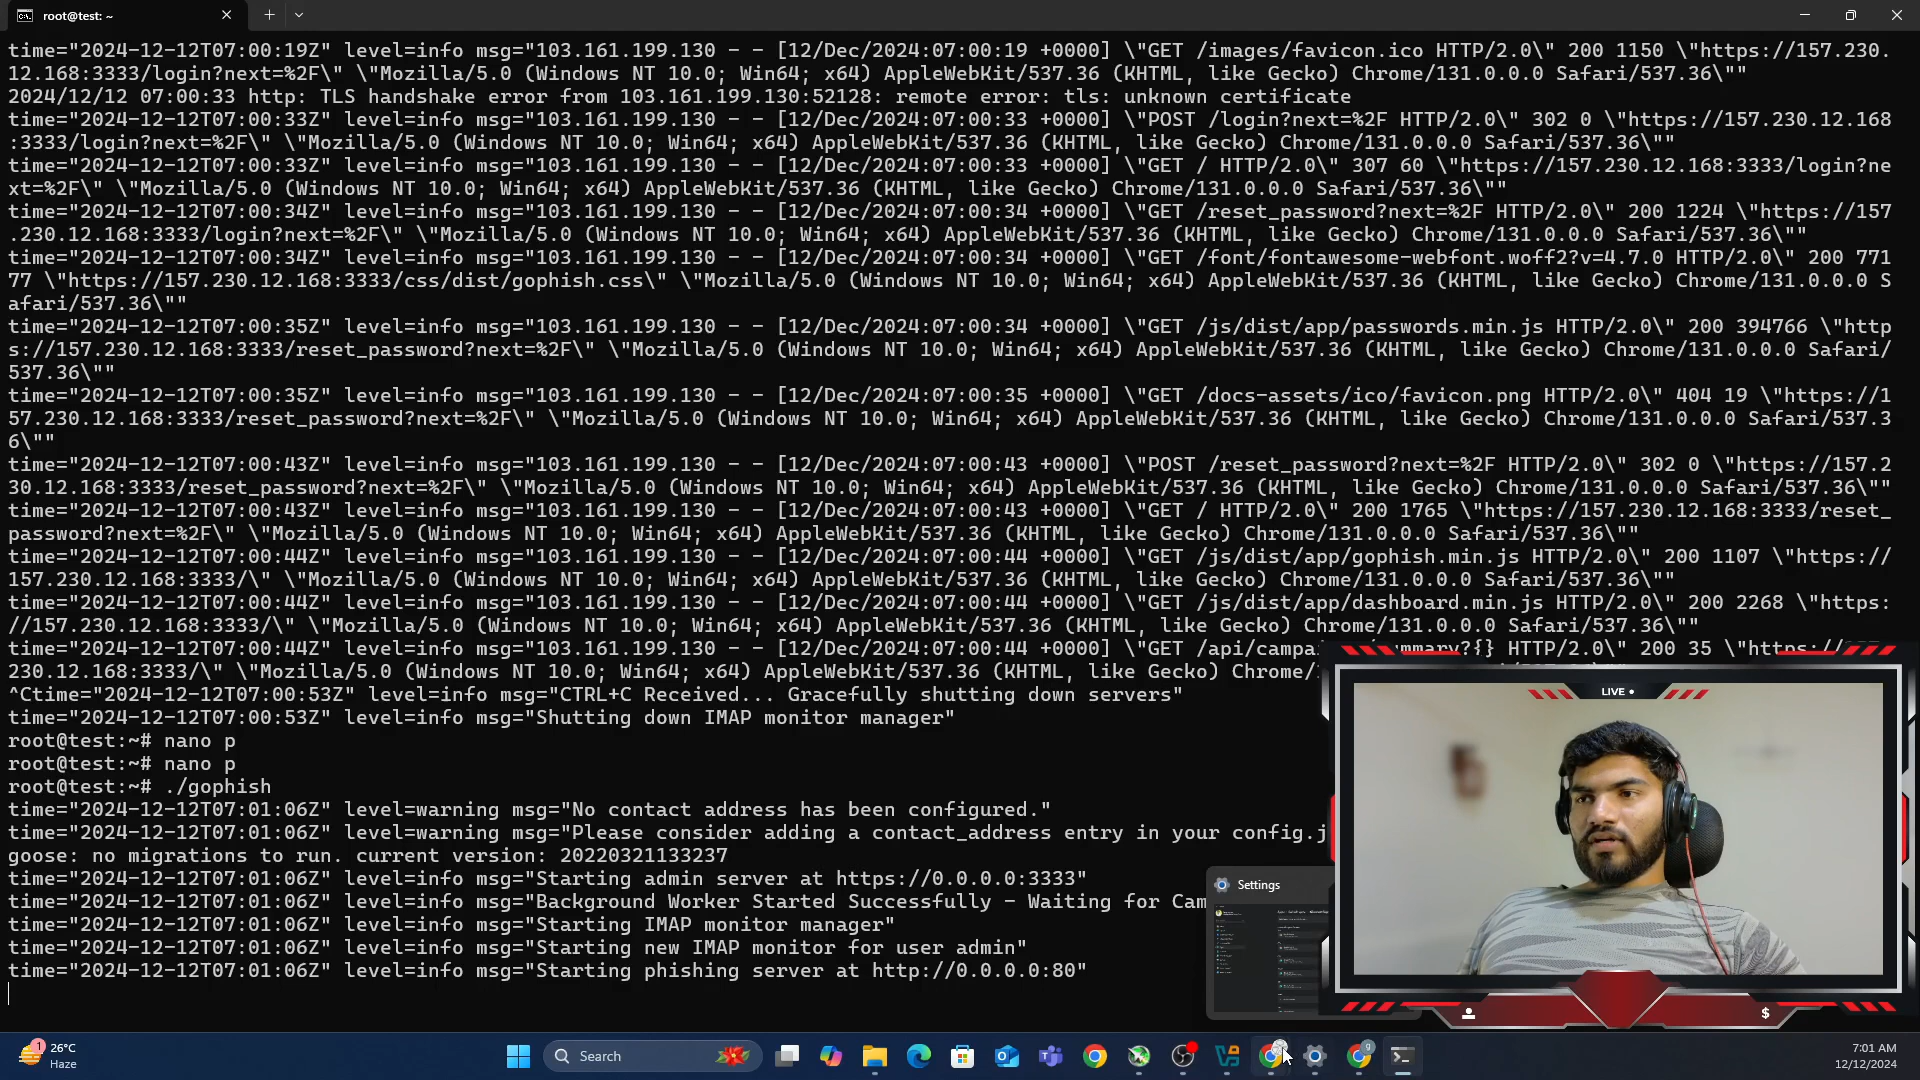 root@test: ~
time="2024-12-12T07:00:19Z" level=info msg="103.161.199.130 - - [12/Dec/2024:07:00:19 +0000] \"GET /images/favicon.ico HTTP/2.0\" 200 1150 \"https://157.230.
12.168:3333/login?next=%2F\" \"Mozilla/5.0 (Windows NT 10.0; Win64; x64) AppleWebKit/537.36 (KHTML, like Gecko) Chrome/131.0.0.0 Safari/537.36\""
2024/12/12 07:00:33 http: TLS handshake error from 103.161.199.130:52128: remote error: tls: unknown certificate
time="2024-12-12T07:00:33Z" level=info msg="103.161.199.130 - - [12/Dec/2024:07:00:33 +0000] \"POST /login?next=%2F HTTP/2.0\" 302 0 \"https://157.230.12.168
:3333/login?next=%2F\" \"Mozilla/5.0 (Windows NT 10.0; Win64; x64) AppleWebKit/537.36 (KHTML, like Gecko) Chrome/131.0.0.0 Safari/537.36\""
time="2024-12-12T07:00:33Z" level=info msg="103.161.199.130 - - [12/Dec/2024:07:00:33 +0000] \"GET / HTTP/2.0\" 307 60 \"https://157.230.12.168:3333/login?ne
xt=%2F\" \"Mozilla/5.0 (Windows NT 10.0; Win64; x64) AppleWebKit/537.36 (KHTML, like Gecko) Chrome/131.0.0.0 Safari/537.36\""
time="2024-12-12T07:00:34Z" level=info msg="103.161.199.130 - - [12/Dec/2024:07:00:34 +0000] \"GET /reset_password?next=%2F HTTP/2.0\" 200 1224 \"https://157
.230.12.168:3333/login?next=%2F\" \"Mozilla/5.0 (Windows NT 10.0; Win64; x64) AppleWebKit/537.36 (KHTML, like Gecko) Chrome/131.0.0.0 Safari/537.36\""
time="2024-12-12T07:00:34Z" level=info msg="103.161.199.130 - - [12/Dec/2024:07:00:34 +0000] \"GET /font/fontawesome-webfont.woff2?v=4.7.0 HTTP/2.0\" 200 771
77 \"https://157.230.12.168:3333/css/dist/gophish.css\" \"Mozilla/5.0 (Windows NT 10.0; Win64; x64) AppleWebKit/537.36 (KHTML, like Gecko) Chrome/131.0.0.0 S
afari/537.36\""
time="2024-12-12T07:00:35Z" level=info msg="103.161.199.130 - - [12/Dec/2024:07:00:34 +0000] \"GET /js/dist/app/passwords.min.js HTTP/2.0\" 200 394766 \"http
s://157.230.12.168:3333/reset_password?next=%2F\" \"Mozilla/5.0 (Windows NT 10.0; Win64; x64) AppleWebKit/537.36 (KHTML, like Gecko) Chrome/131.0.0.0 Safari/
537.36\""
time="2024-12-12T07:00:35Z" level=info msg="103.161.199.130 - - [12/Dec/2024:07:00:35 +0000] \"GET /docs-assets/ico/favicon.png HTTP/2.0\" 404 19 \"https://1
57.230.12.168:3333/reset_password?next=%2F\" \"Mozilla/5.0 (Windows NT 10.0; Win64; x64) AppleWebKit/537.36 (KHTML, like Gecko) Chrome/131.0.0.0 Safari/537.3
6\""
time="2024-12-12T07:00:43Z" level=info msg="103.161.199.130 - - [12/Dec/2024:07:00:43 +0000] \"POST /reset_password?next=%2F HTTP/2.0\" 302 0 \"https://157.2
30.12.168:3333/reset_password?next=%2F\" \"Mozilla/5.0 (Windows NT 10.0; Win64; x64) AppleWebKit/537.36 (KHTML, like Gecko) Chrome/131.0.0.0 Safari/537.36\""
time="2024-12-12T07:00:43Z" level=info msg="103.161.199.130 - - [12/Dec/2024:07:00:43 +0000] \"GET / HTTP/2.0\" 200 1765 \"https://157.230.12.168:3333/reset_
password?next=%2F\" \"Mozilla/5.0 (Windows NT 10.0; Win64; x64) AppleWebKit/537.36 (KHTML, like Gecko) Chrome/131.0.0.0 Safari/537.36\""
time="2024-12-12T07:00:44Z" level=info msg="103.161.199.130 - - [12/Dec/2024:07:00:44 +0000] \"GET /js/dist/app/gophish.min.js HTTP/2.0\" 200 1107 \"https://
157.230.12.168:3333/\" \"Mozilla/5.0 (Windows NT 10.0; Win64; x64) AppleWebKit/537.36 (KHTML, like Gecko) Chrome/131.0.0.0 Safari/537.36\""
time="2024-12-12T07:00:44Z" level=info msg="103.161.199.130 - - [12/Dec/2024:07:00:44 +0000] \"GET /js/dist/app/dashboard.min.js HTTP/2.0\" 200 2268 \"https:
//157.230.12.168:3333/\" \"Mozilla/5.0 (Windows NT 10.0; Win64; x64) AppleWebKit/537.36 (KHTML, like Gecko) Chrome/131.0.0.0 Safari/537.36\""
time="2024-12-12T07:00:44Z" level=info msg="103.161.199.130 - - [12/Dec/2024:07:00:44 +0000] \"GET /api/campai HTTP/2.0\" 200 35 \"https://
230.12.168:3333/\" \"Mozilla/5.0 (Windows NT 10.0; Win64; x64) AppleWebKit/537.36 (KHTML, like Gecko) Chrome/
^Ctime="2024-12-12T07:00:53Z" level=info msg="CTRL+C Received... Gracefully shutting down servers"
time="2024-12-12T07:00:53Z" level=info msg="Shutting down IMAP monitor manager"
root@test:~# nano p
root@test:~# nano p
root@test:~# ./gophish
time="2024-12-12T07:01:06Z" level=warning msg="No contact address has been configured."
time="2024-12-12T07:01:06Z" level=warning msg="Please consider adding a contact_address entry in your config.j
goose: no migrations to run. current version: 20220321133237
time="2024-12-12T07:01:06Z" level=info msg="Starting admin server at https://0.0.0.0:3333"
time="2024-12-12T07:01:06Z" level=info msg="Background Worker Started Successfully - Waiting for Cam
time="2024-12-12T07:01:06Z" level=info msg="Starting IMAP monitor manager"
time="2024-12-12T07:01:06Z" level=info msg="Starting new IMAP monitor for user admin"
time="2024-12-12T07:01:06Z" level=info msg="Starting phishing server at http://0.0.0.0:80"
Settings
LIVE
$
1
26°C
Haze
Search
9
7:01 AM
12/12/2024